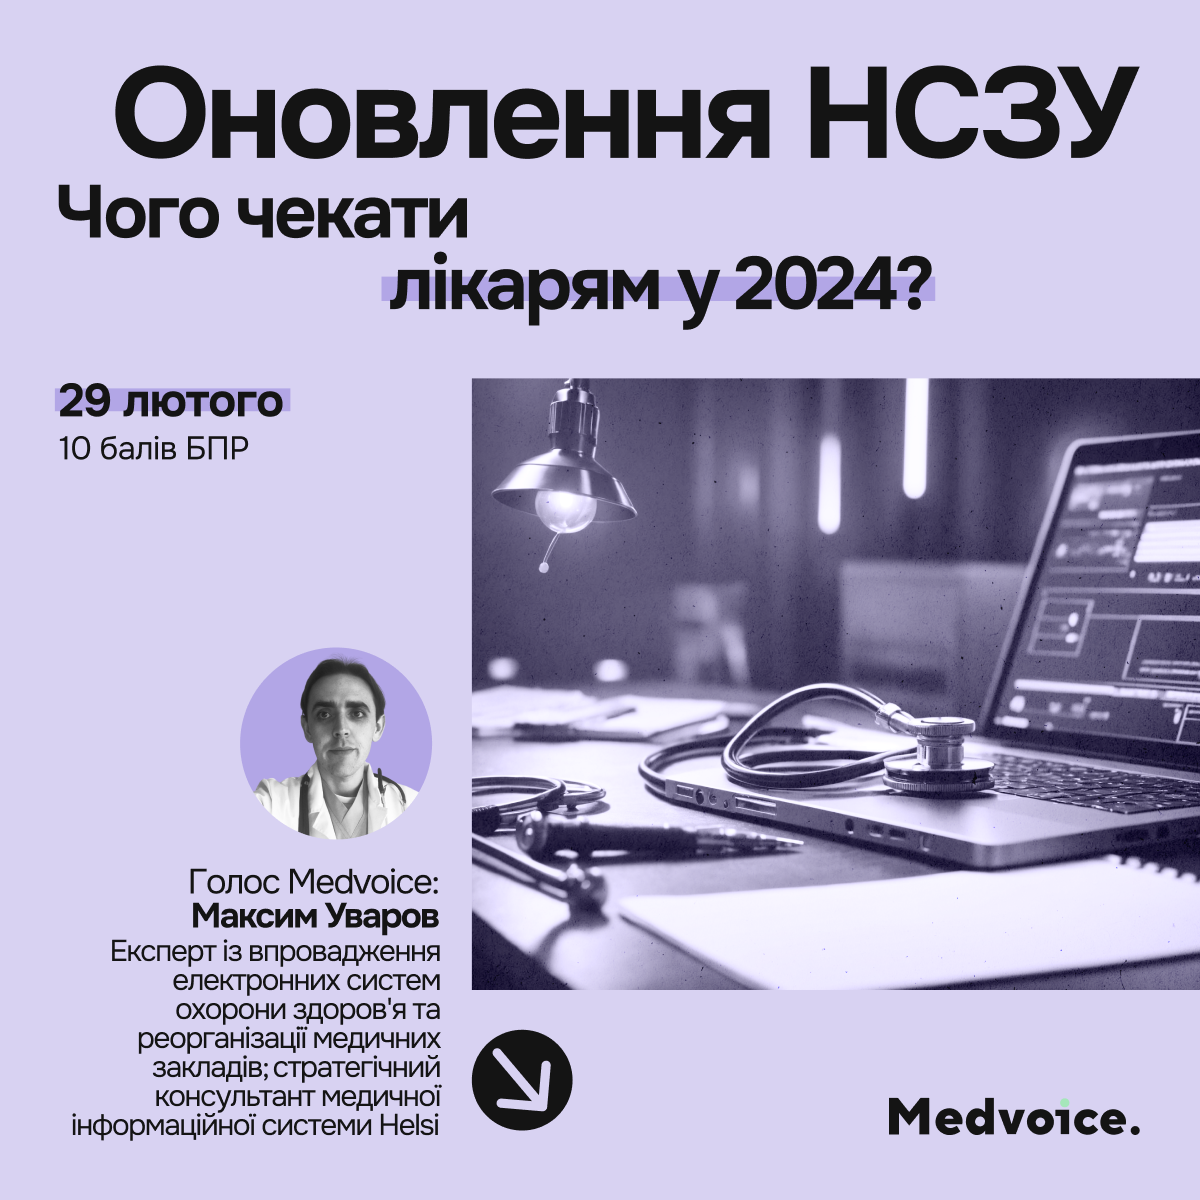 Оновлення НСЗУ
Чого чекати
лікарям у 2024?
29 лютого
10 балів БПР
Голос Medvoice:
Максим Уваров
Експерт із впровадження
електронних систем
охорони здоров'я та
реорганізації медичних
закладів; стратегічний
консультант медичної
інформаційної системи Helsi
Medvoice.